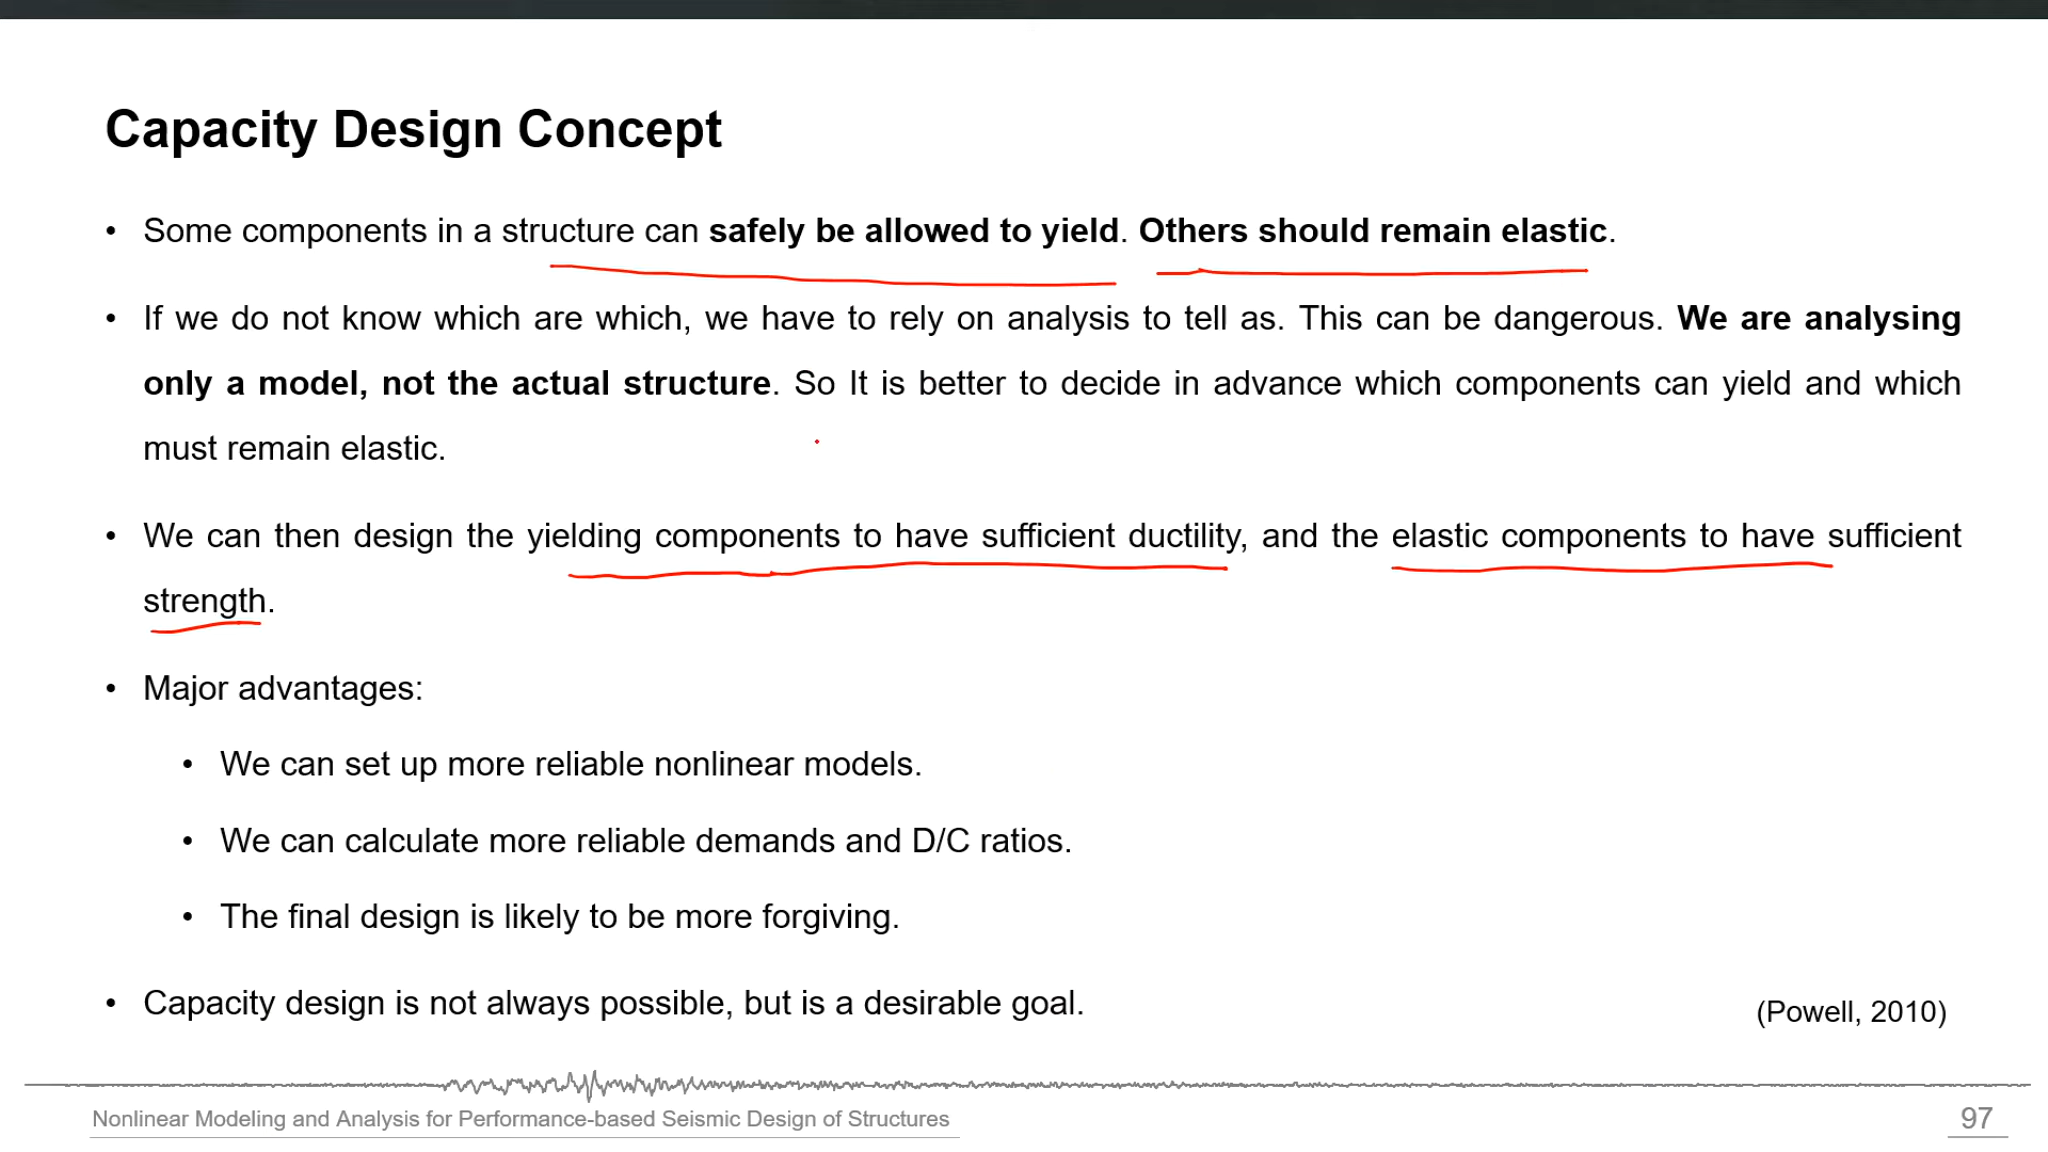 Capacity Design Concept
• Some components in a structure can safely be allowed to yield. Others should remain elastic.
• If we do not know which are which, we have to rely on analysis to tell as. This can be dangerous. We are analysing
only a model, not the actual structure. So It is better to decide in advance which components can yield and which
must remain elastic.
• We can then design the yielding components to have sufficient ductility, and the elastic components to have sufficient
strength.
• Major advantages:
• We can set up more reliable nonlinear models.
• We can calculate more reliable demands and D/C ratios.
• The final design is likely to be more forgiving.
• Capacity design is not always possible, but is a desirable goal.
(Powell, 2010)
Nonlinear Modeling and Analysis for Performance-based Seismic Design of Structures
97